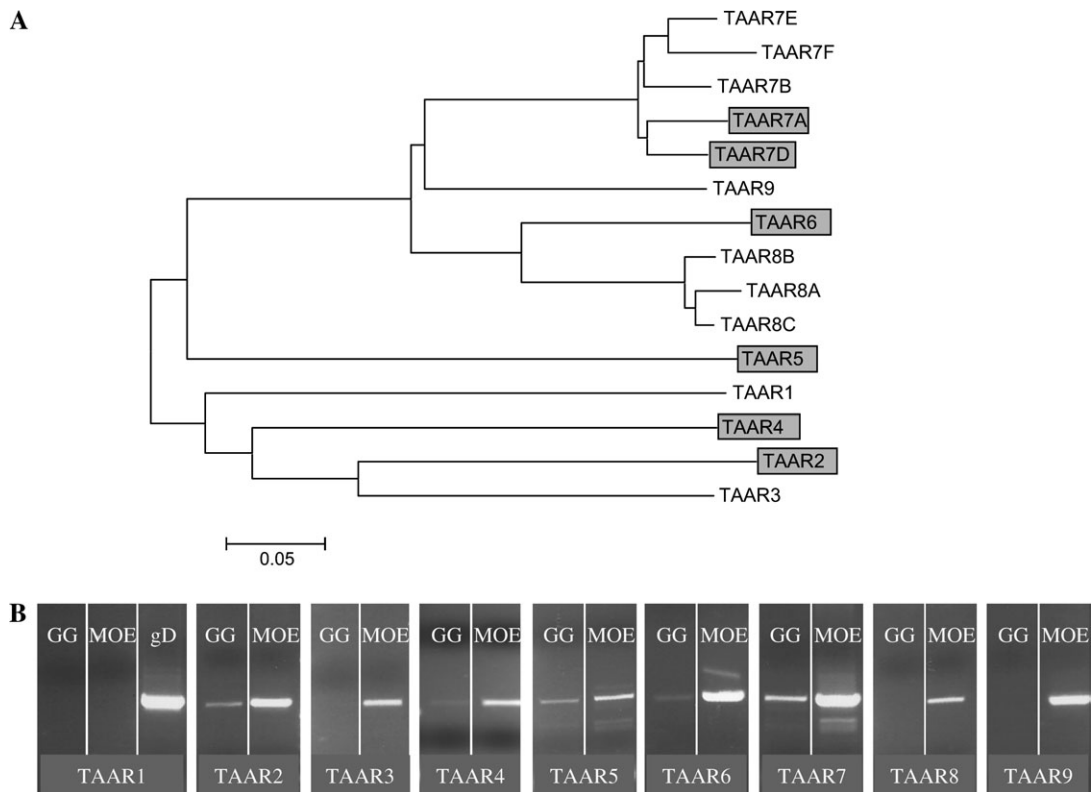 A
TAAR7E
TAAR7F
TAAR7B
TAAR7A
TAAR7D
TAAR9
TAAR6
TAAR8B
TAAR8A
TAAR8C
TAAR5
TAAR1
TAAR4
TAAR2
TAAR3
0.05
B
GG MOE gD GG MOE GG MOE GG MOE GG MOE GG MOE GG MOE GG MOE GG MOE
TAAR1 TAAR2 TAAR3 TAAR4 TAAR5 TAAR6 TAAR7 TAAR8 TAAR9